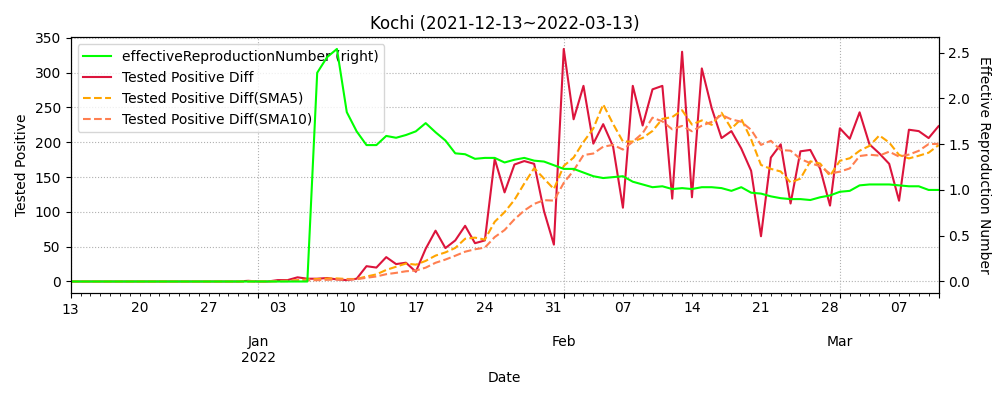 Kochi (2021-12-13~2022-03-13)
effectiveReproductionNumber (right)
Tested Positive Diff
Tested Positive Diff(SMA5)
Tested Positive Diff(SMA10)
Tested Positive
350
300
250
200
150
100
50
0
2.5
2.0
1.5
1.0
0.5
0.0
Effective Reproduction Number
13 20 27 03 10 17 24 31 07 14 21 28 07
Jan Feb Mar
2022
Date